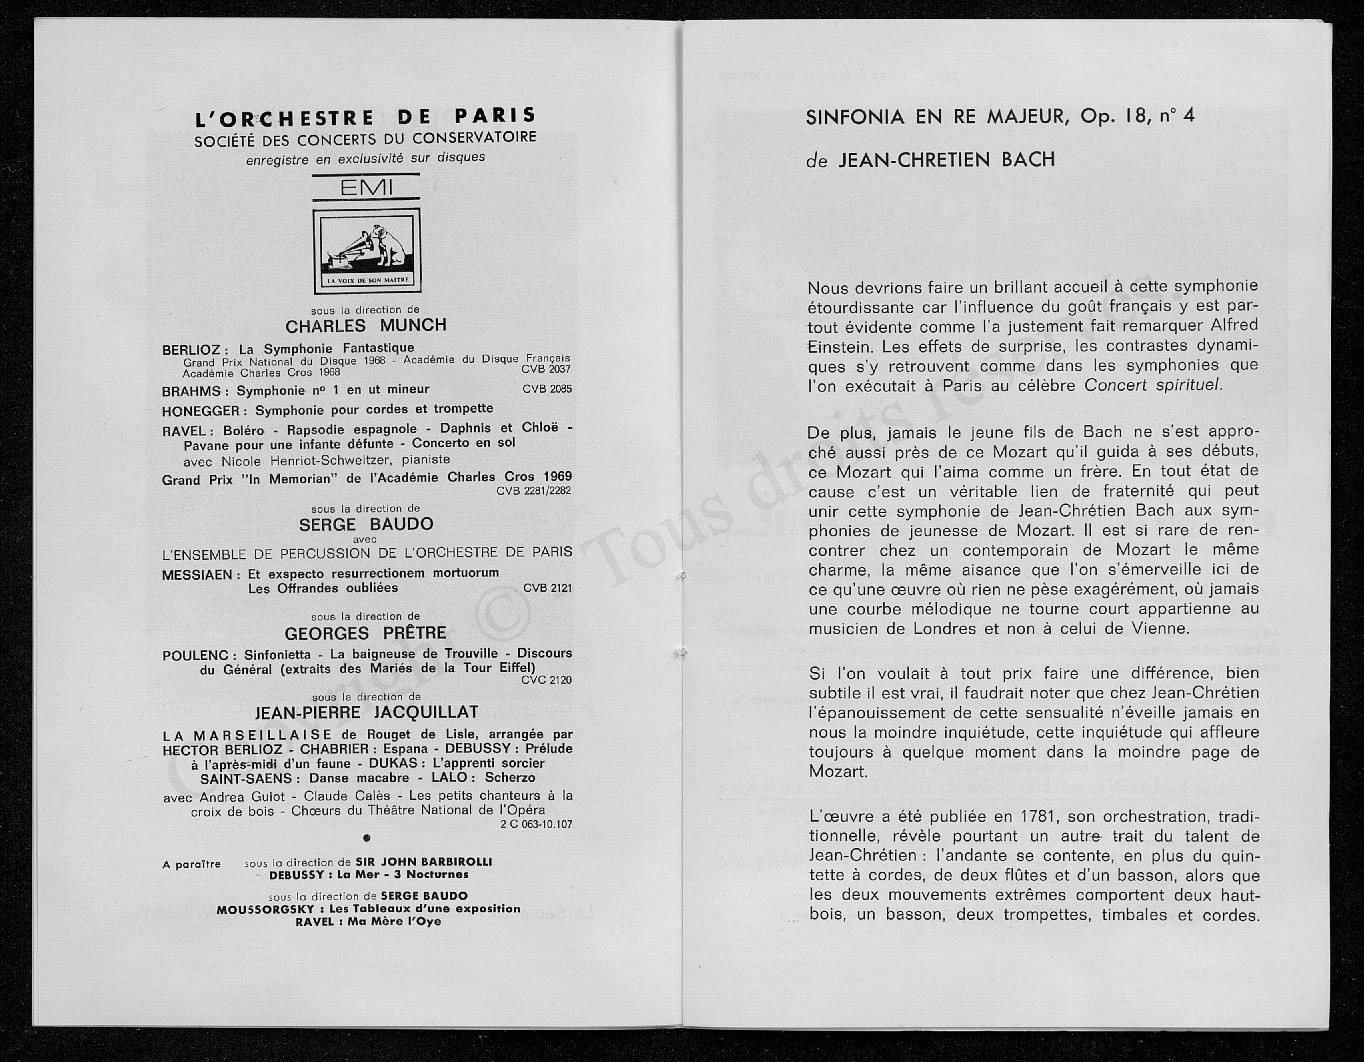 L'ORCHESTRE DE PARIS
SOCIÉTÉ DES CONCERTS DU CONSERVATOIRE
enregistre en exclusivité sur disques
EMI
LA VOIX DE SON MAITRE
sous la direction de
CHARLES MUNCH
BERLIOZ : La Symphonie Fantastique
Grand Prix National du Disque 1968 - Académie du Disque Français
Académie Charles Cros 1968 CVB 2037
BRAHMS : Symphonie nº 1 en ut mineur CVB 2085
HONEGGER : Symphonie pour cordes et trompette
RAVEL : Boléro - Rapsodie espagnole - Daphnis et Chloë -
Pavane pour une infante défunte - Concerto en sol
avec Nicole Henriot-Schweitzer, pianiste
Grand Prix "In Memorian" de l'Académie Charles Cros 1969
CVB 2281/2282
sous la direction de
SERGE BAUDO
avec
L'ENSEMBLE DE PERCUSSION DE L'ORCHESTRE DE PARIS
MESSIAEN : Et exspecto resurrectionem mortuorum
Les Offrandes oubliées CVB 2121
sous la direction de
GEORGES PRÊTRE
POULENC : Sinfonietta - La baigneuse de Trouville - Discours
du Général (extraits des Mariés de la Tour Eiffel)
CVC 2120
sous la direction de
JEAN-PIERRE JACQUILLAT
LA MARSEILLAISE de Rouget de Lisle, arrangée par
HECTOR BERLIOZ - CHABRIER : Espana - DEBUSSY : Prélude
à l'après-midi d'un faune - DUKAS : L'apprenti sorcier
SAINT-SAENS : Danse macabre - LALO : Scherzo
avec Andrea Guiot - Claude Calès - Les petits chanteurs à la
croix de bois - Chœurs du Théâtre National de l'Opéra
2 C 063-10.107
A paraître sous la direction de SIR JOHN BARBIROLLI
DEBUSSY : La Mer - 3 Nocturnes
sous la direction de SERGE BAUDO
MOUSSORGSKY : Les Tableaux d'une exposition
RAVEL : Ma Mère l'Oye
SINFONIA EN RE MAJEUR, Op. 18, n° 4
de JEAN-CHRETIEN BACH
Nous devrions faire un brillant accueil à cette symphonie
étourdissante car l'influence du goût français y est par-
tout évidente comme l'a justement fait remarquer Alfred
Einstein. Les effets de surprise, les contrastes dynami-
ques s'y retrouvent comme dans les symphonies que
l'on exécutait à Paris au célèbre Concert spirituel.
De plus, jamais le jeune fils de Bach ne s'est appro-
ché aussi près de ce Mozart qu'il guida à ses débuts,
ce Mozart qui l'aima comme un frère. En tout état de
cause c'est un véritable lien de fraternité qui peut
unir cette symphonie de Jean-Chrétien Bach aux sym-
phonies de jeunesse de Mozart. Il est si rare de ren-
contrer chez un contemporain de Mozart le même
charme, la même aisance que l'on s'émerveille ici de
ce qu'une œuvre où rien ne pèse exagérément, où jamais
une courbe mélodique ne tourne court appartienne au
musicien de Londres et non à celui de Vienne.
Si l'on voulait à tout prix faire une différence, bien
subtile il est vrai, il faudrait noter que chez Jean-Chrétien
l'épanouissement de cette sensualité n'éveille jamais en
nous la moindre inquiétude, cette inquiétude qui affleure
toujours à quelque moment dans la moindre page de
Mozart.
L'œuvre a été publiée en 1781, son orchestration, tradi-
tionnelle, révèle pourtant un autre trait du talent de
Jean-Chrétien : l'andante se contente, en plus du quin-
tette à cordes, de deux flûtes et d'un basson, alors que
les deux mouvements extrêmes comportent deux haut-
bois, un basson, deux trompettes, timbales et cordes.
© Tous droits